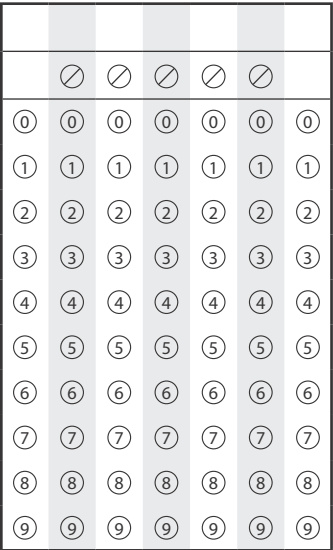 ⊘ ⊘ ⊘ ⊘ ⊘
0 0 0 0 0 0 0
1 1 1 1 1 1 1
2 2 2 2 2 2 2
3 3 3 3 3 3 3
4 4 4 4 4 4 4
5 5 5 5 5 5 5
6 6 6 6 6 6 6
7 7 7 7 7 7 7
8 8 8 8 8 8 8
9 9 9 9 9 9 9